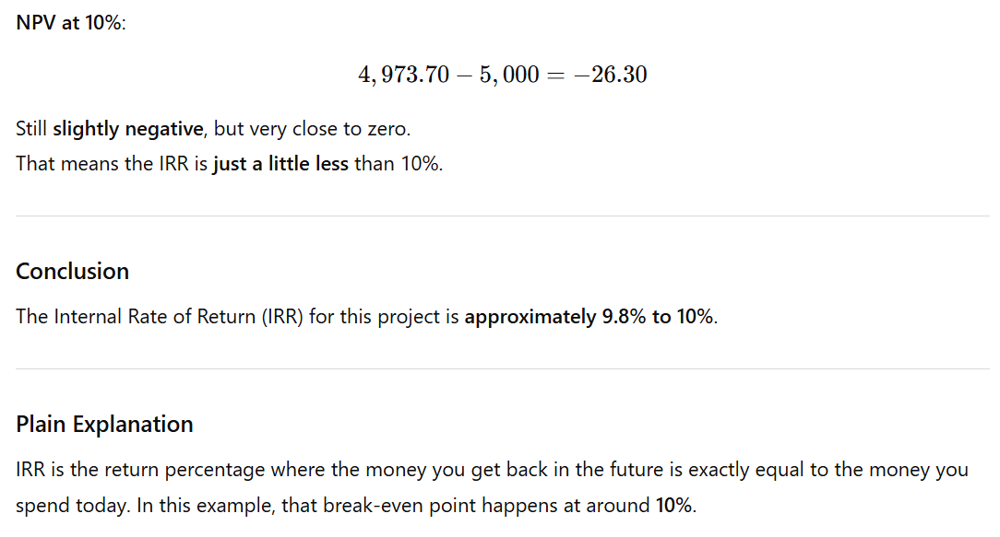 NPV at 10%:
4,973.70 − 5,000 = −26.30
Still slightly negative, but very close to zero.
That means the IRR is just a little less than 10%.
Conclusion
The Internal Rate of Return (IRR) for this project is approximately 9.8% to 10%.
Plain Explanation
IRR is the return percentage where the money you get back in the future is exactly equal to the money you
spend today. In this example, that break-even point happens at around 10%.